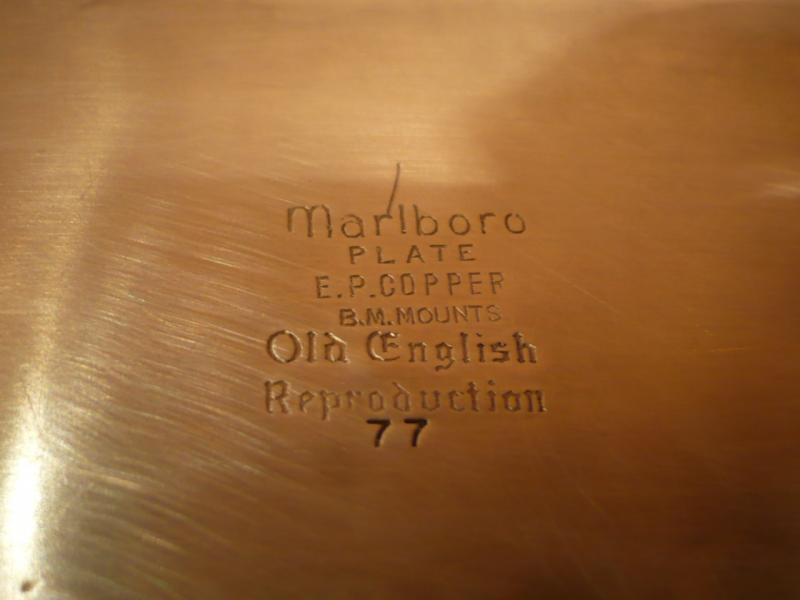 Marlboro
PLATE
E.P.COPPER
B.M.MOUNTS
Old English
Reproduction
77